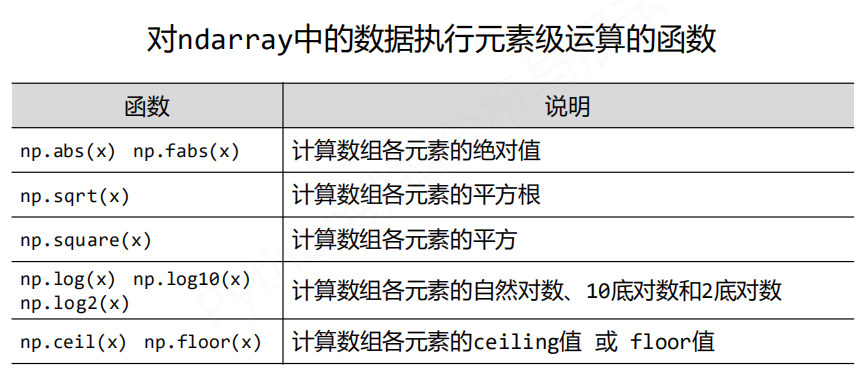 对ndarray中的数据执行元素级运算的函数
函数 说明
np.abs(x) np.fabs(x) 计算数组各元素的绝对值
np.sqrt(x) 计算数组各元素的平方根
np.square(x) 计算数组各元素的平方
np.log(x) np.log10(x)
np.log2(x)
计算数组各元素的自然对数、10底对数和2底对数
np.ceil(x) np.floor(x) 计算数组各元素的ceiling值 或 floor值